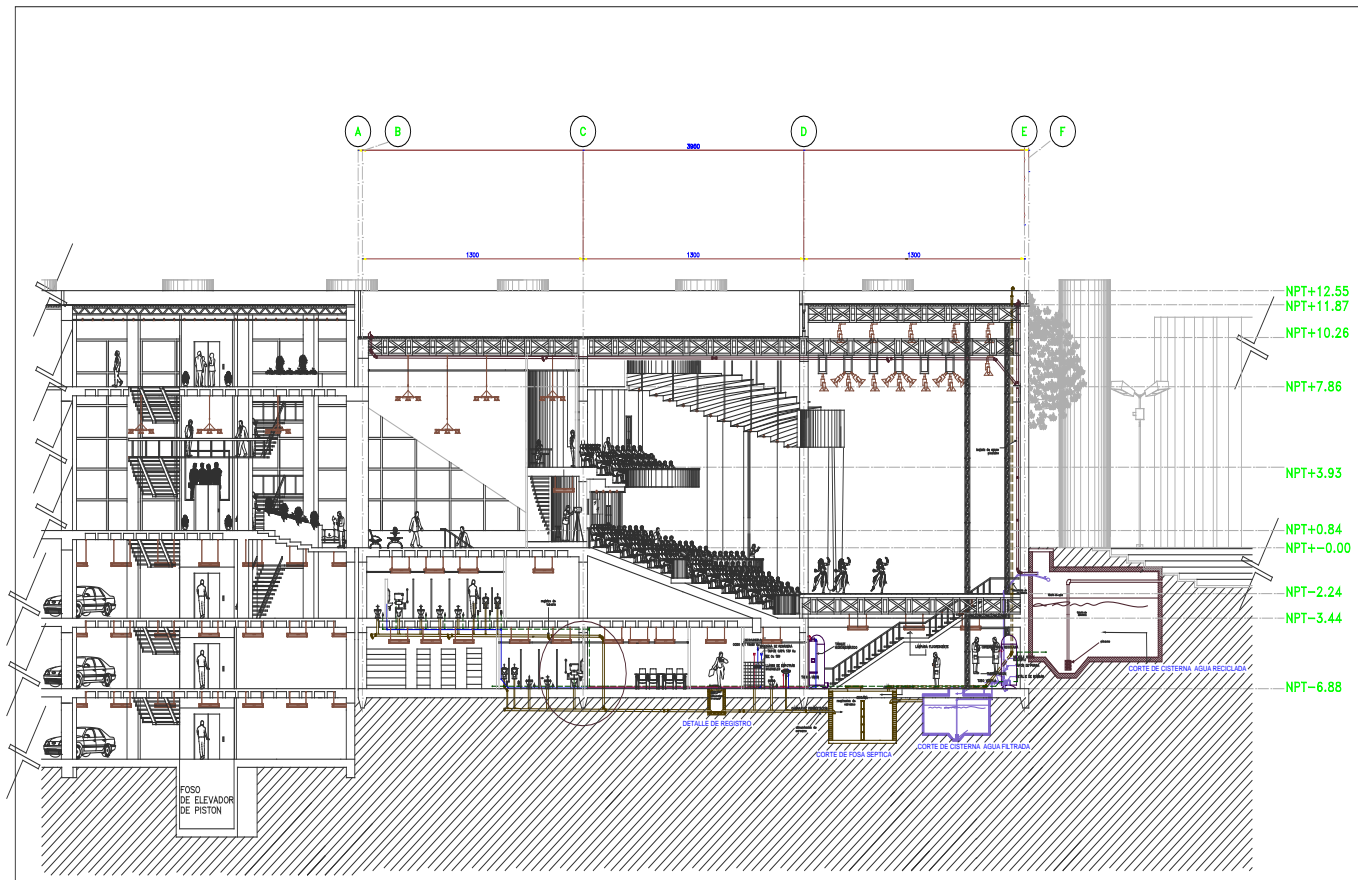 A B C D E F
3960
1300 1300 1300
NPT+12.55
NPT+11.87
NPT+10.26
NPT+7.86
NPT+3.93
NPT+0.84
NPT+-0.00
NPT-2.24
NPT-3.44
CORTE DE CISTERNA AGUA RECICLADA
NPT-6.88
DETALLE DE REGISTRO
CORTE DE FOSA SEPTICA
CORTE DE CISTERNA AGUA FILTRADA
FOSO
DE ELEVADOR
DE PISTON